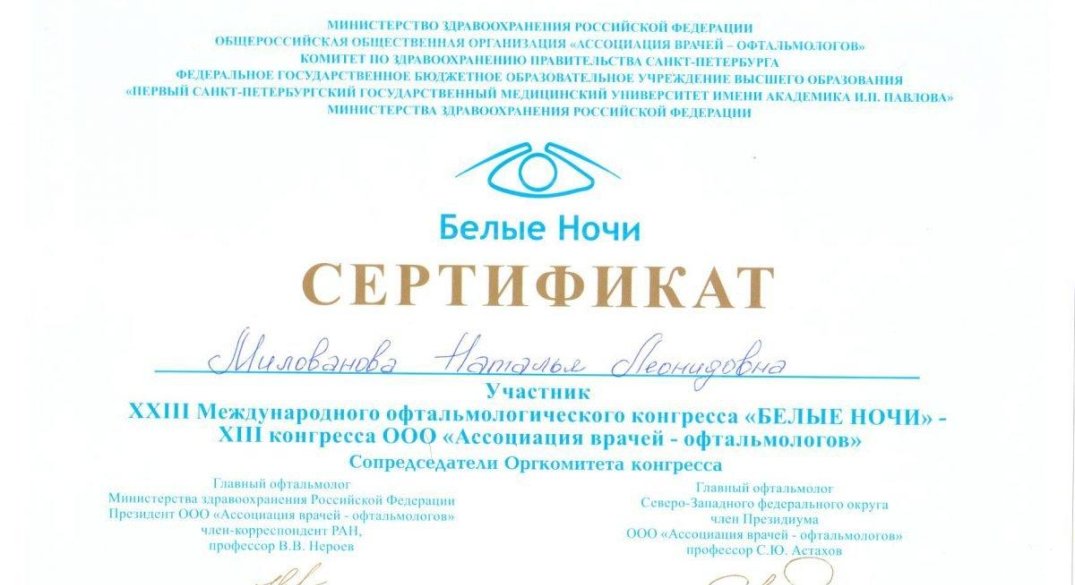 МИНИСТЕРСТВО ЗДРАВООХРАНЕНИЯ РОССИЙСКОЙ ФЕДЕРАЦИИ
ОБЩЕРОССИЙСКАЯ ОБЩЕСТВЕННАЯ ОРГАНИЗАЦИЯ «АССОЦИАЦИЯ ВРАЧЕЙ – ОФТАЛЬМОЛОГОВ»
КОМИТЕТ ПО ЗДРАВООХРАНЕНИЮ ПРАВИТЕЛЬСТВА САНКТ-ПЕТЕРБУРГА
ФЕДЕРАЛЬНОЕ ГОСУДАРСТВЕННОЕ БЮДЖЕТНОЕ ОБРАЗОВАТЕЛЬНОЕ УЧРЕЖДЕНИЕ ВЫСШЕГО ОБРАЗОВАНИЯ
«ПЕРВЫЙ САНКТ-ПЕТЕРБУРГСКИЙ ГОСУДАРСТВЕННЫЙ МЕДИЦИНСКИЙ УНИВЕРСИТЕТ ИМЕНИ АКАДЕМИКА И.П. ПАВЛОВА»
МИНИСТЕРСТВА ЗДРАВООХРАНЕНИЯ РОССИЙСКОЙ ФЕДЕРАЦИИ
Белые Ночи
СЕРТИФИКАТ
Милованова Наталья Леонидовна
Участник
XXIII Международного офтальмологического конгресса «БЕЛЫЕ НОЧИ» -
XIII конгресса ООО «Ассоциация врачей - офтальмологов»
Сопредседатели Оргкомитета конгресса
Главный офтальмолог
Министерства здравоохранения Российской Федерации
Президент ООО «Ассоциация врачей - офтальмологов»
член-корреспондент РАН,
профессор В.В. Нероев
Главный офтальмолог
Северо-Западного федерального округа
член Президиума
ООО «Ассоциация врачей - офтальмологов»
профессор С.Ю. Астахов